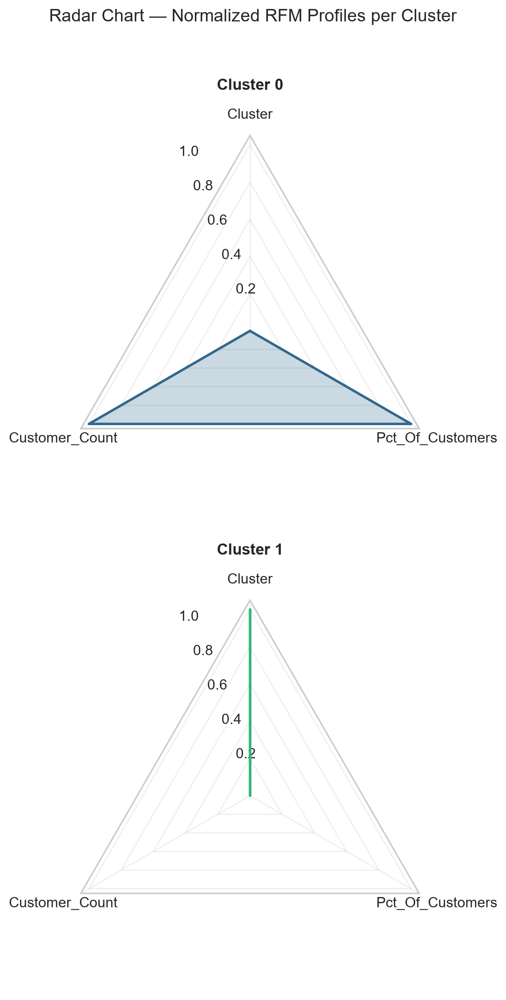 Radar Chart — Normalized RFM Profiles per Cluster
Cluster 0
Cluster
1.0
0.8
0.6
0.4
0.2
Customer_Count
Pct_Of_Customers
Cluster 1
Cluster
1.0
0.8
0.6
0.4
0.2
Customer_Count
Pct_Of_Customers